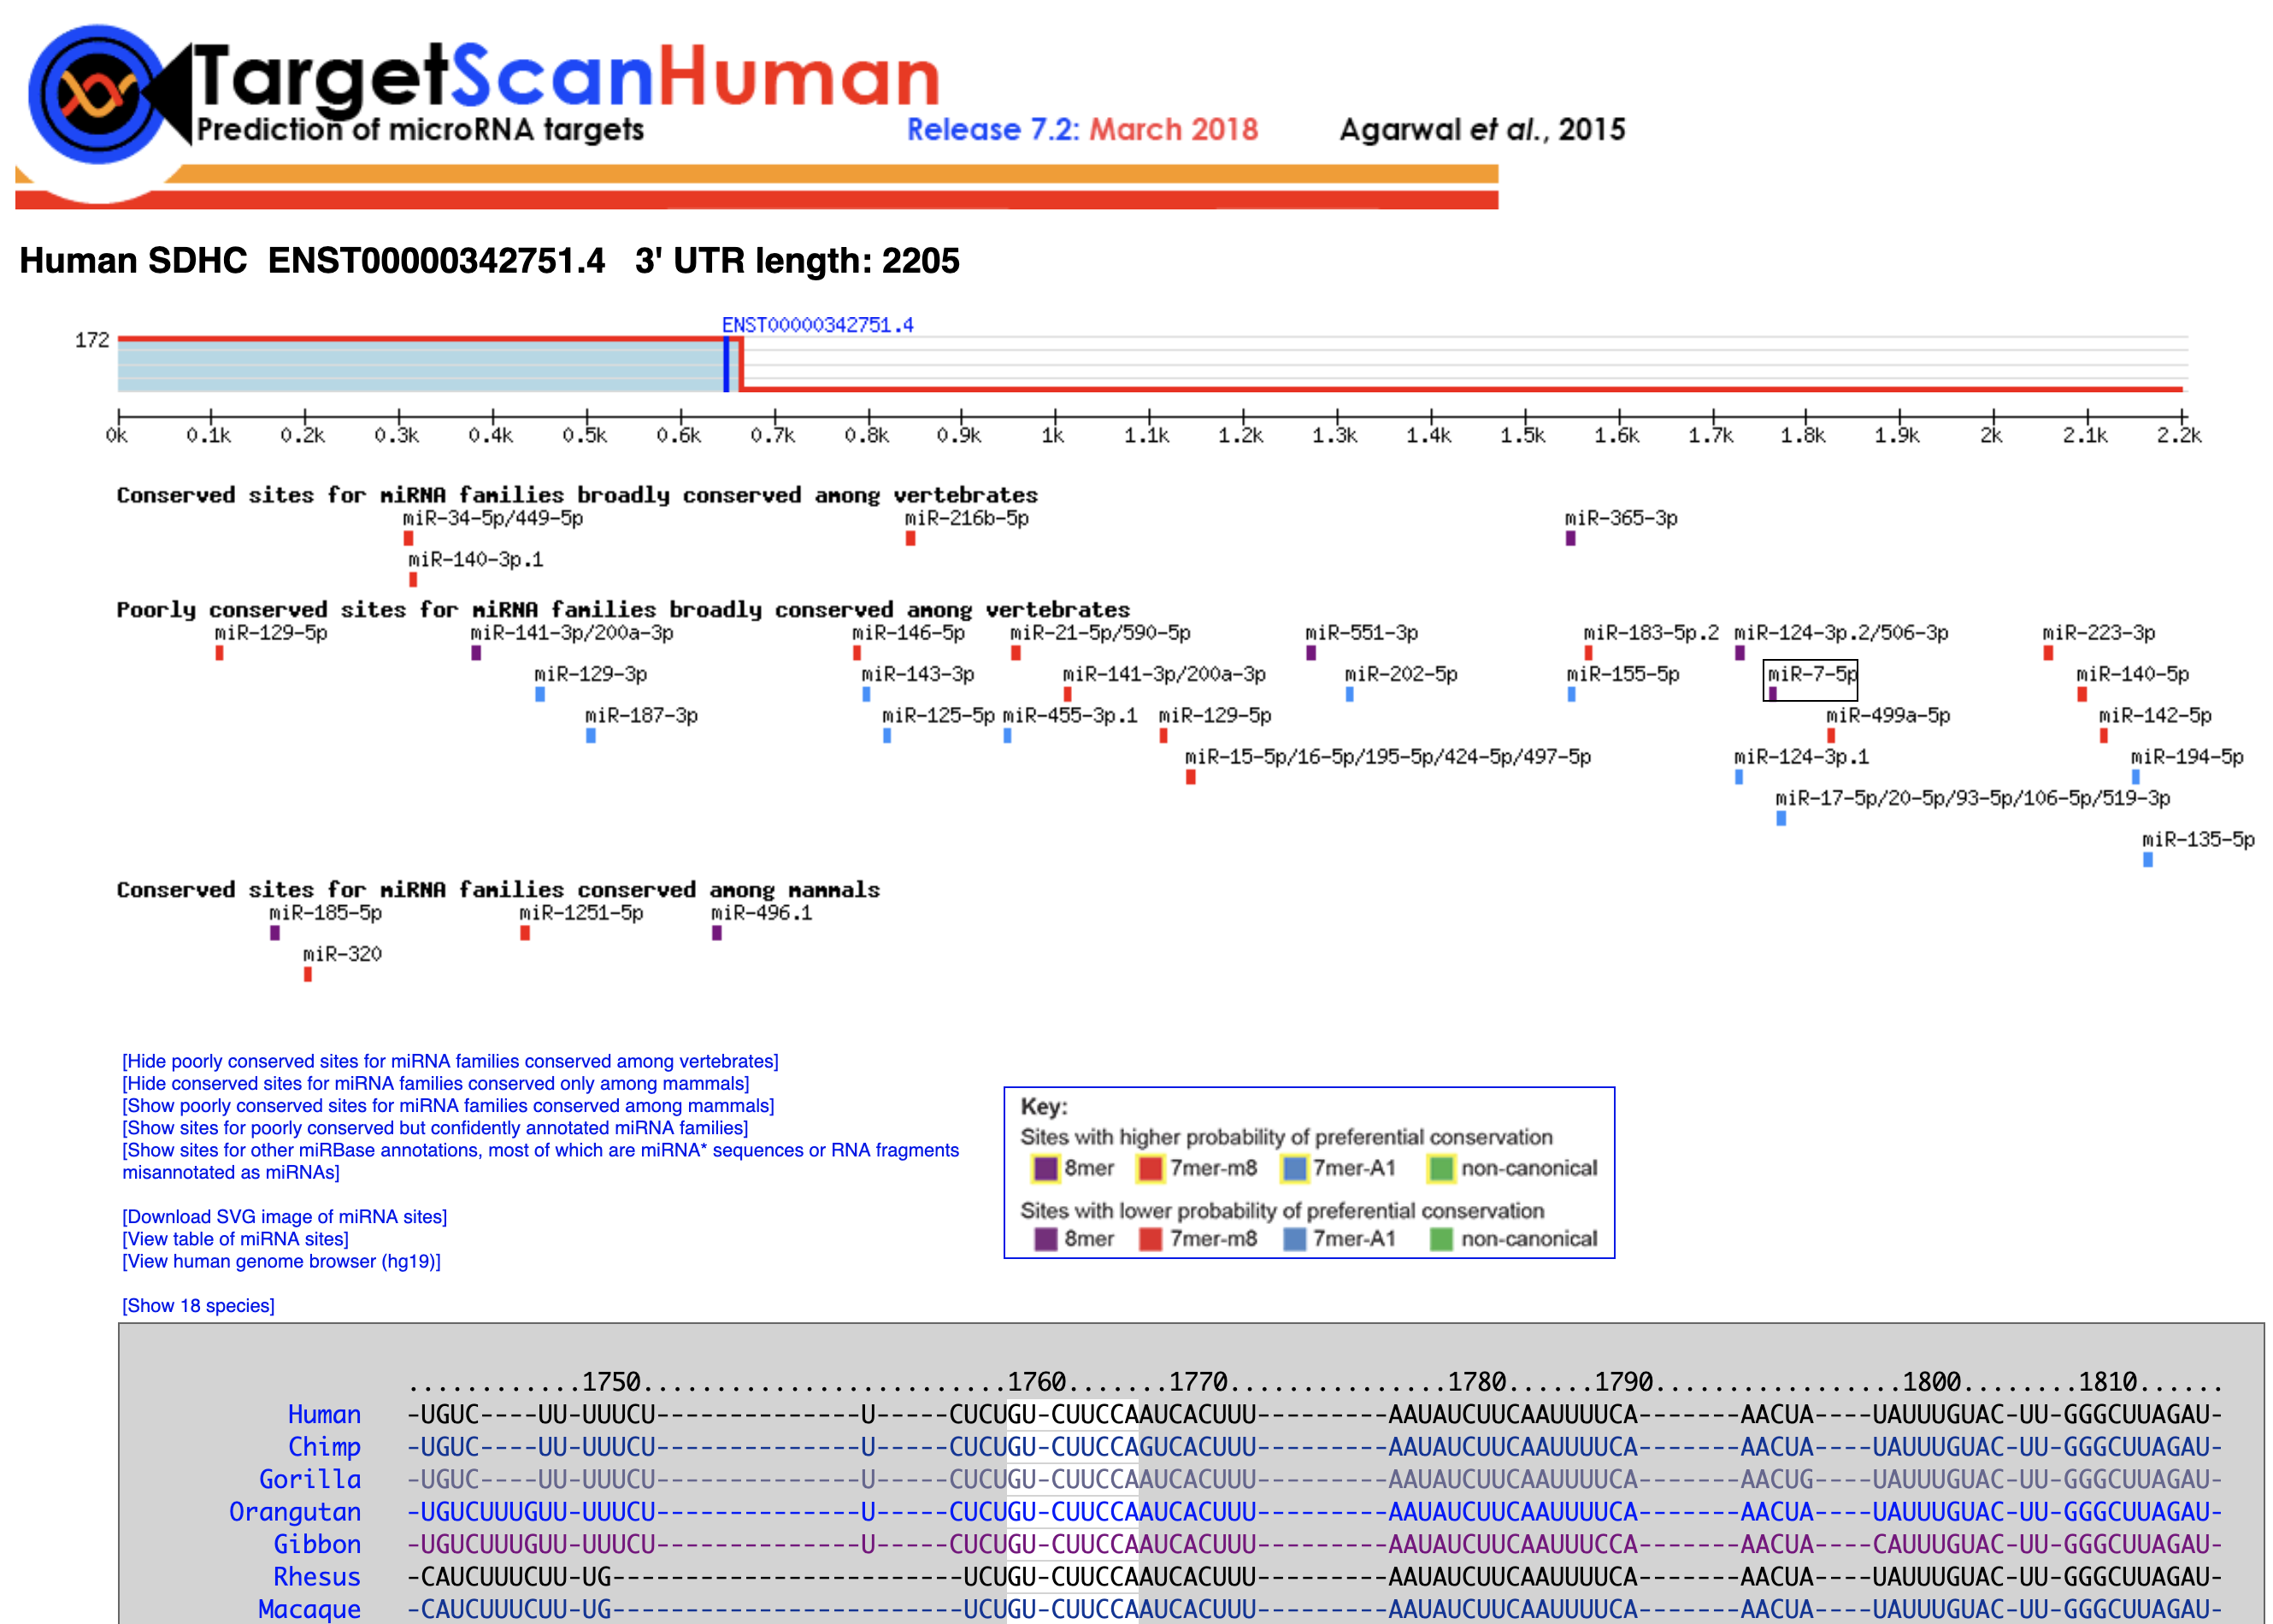 TargetScanHuman
Prediction of microRNA targets Release 7.2: March 2018 Agarwal et al., 2015
Human SDHC ENST00000342751.4 3' UTR length: 2205
ENST00000342751.4
172
0k 0.1k 0.2k 0.3k 0.4k 0.5k 0.6k 0.7k 0.8k 0.9k 1k 1.1k 1.2k 1.3k 1.4k 1.5k 1.6k 1.7k 1.8k 1.9k 2k 2.1k 2.2k
Conserved sites for miRNA families broadly conserved among vertebrates
miR-34-5p/449-5p miR-216b-5p miR-365-3p
miR-140-3p.1
Poorly conserved sites for miRNA families broadly conserved among vertebrates
miR-129-5p miR-141-3p/200a-3p miR-146-5p miR-21-5p/590-5p miR-551-3p miR-183-5p.2 miR-124-3p.2/506-3p miR-223-3p
miR-129-3p miR-143-3p miR-141-3p/200a-3p miR-202-5p miR-155-5p miR-7-5p miR-140-5p
miR-187-3p miR-125-5p miR-455-3p.1 miR-129-5p miR-499a-5p miR-142-5p
miR-15-5p/16-5p/195-5p/424-5p/497-5p miR-124-3p.1 miR-194-5p
miR-17-5p/20-5p/93-5p/106-5p/519-3p
miR-135-5p
Conserved sites for miRNA families conserved among mammals
miR-185-5p miR-1251-5p miR-496.1
miR-320
[Hide poorly conserved sites for miRNA families conserved among vertebrates]
[Hide conserved sites for miRNA families conserved only among mammals]
[Show poorly conserved sites for miRNA families conserved among mammals]
[Show sites for poorly conserved but confidently annotated miRNA families]
[Show sites for other miRBase annotations, most of which are miRNA* sequences or RNA fragments
misannotated as miRNAs]
[Download SVG image of miRNA sites]
[View table of miRNA sites]
[View human genome browser (hg19)]
[Show 18 species]
Key:
Sites with higher probability of preferential conservation
8mer 7mer-m8 7mer-A1 non-canonical
Sites with lower probability of preferential conservation
8mer 7mer-m8 7mer-A1 non-canonical
............1750.........................1760.......1770...............1780......1790.................1800........1810......
Human -UGUC----UU-UUUCU--------------U-----CUCUGU-CUUCCAAUCACUUU---------AAUAUCUUCAAUUUUCA-------AACUA----UAUUUGUAC-UU-GGGCUUAGAU-
Chimp -UGUC----UU-UUUCU--------------U-----CUCUGU-CUUCCAGUCACUUU---------AAUAUCUUCAAUUUUCA-------AACUA----UAUUUGUAC-UU-GGGCUUAGAU-
Gorilla -UGUC----UU-UUUCU--------------U-----CUCUGU-CUUCCAAUCACUUU---------AAUAUCUUCAAUUUUCA-------AACUG----UAUUUGUAC-UU-GGGCUUAGAU-
Orangutan -UGUCUUUGUU-UUUCU--------------U-----CUCUGU-CUUCCAAUCACUUU---------AAUAUCUUCAAUUUUCA-------AACUA----UAUUUGUAC-UU-GGGCUUAGAU-
Gibbon -UGUCUUUGUU-UUUCU--------------U-----CUCUGU-CUUCCAAUCACUUU---------AAUAUCUUCAAUUUCCA-------AACUA----CAUUUGUAC-UU-GGGCUUAGAU-
Rhesus -CAUCUUUCUU-UG------------------------UCUGU-CUUCCAAUCACUUU---------AAUAUCUUCAAUUUUCA-------AACUA----UAUUUGUAC-UU-GGGCUUAGAU-
Macaque -CAUCUUUCUU-UG------------------------UCUGU-CUUCCAAUCACUUU---------AAUAUCUUCAAUUUUCA-------AACUA----UAUUUGUAC-UU-GGGCUUAGAU-